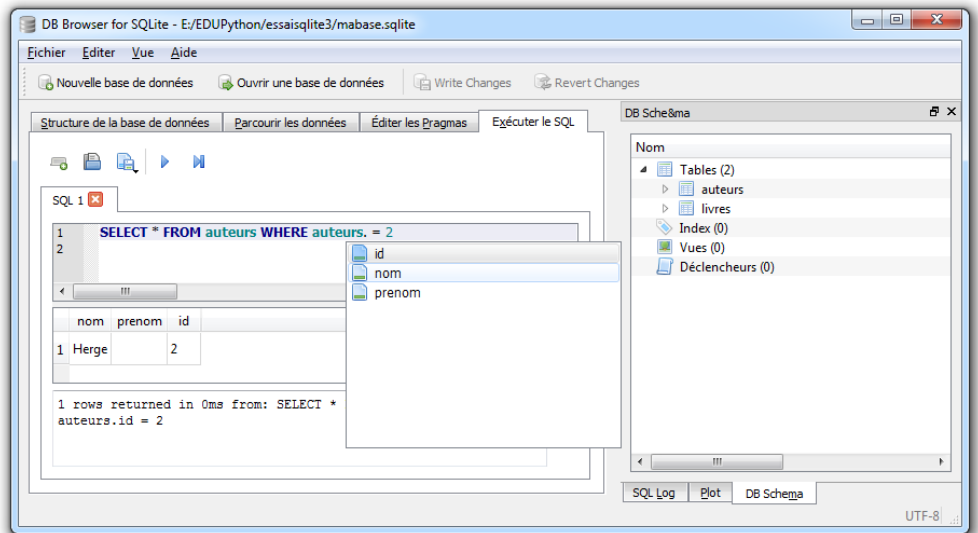 DB Browser for SQLite - E:/EDUPython/essaisqlite3/mabase.sqlite
Fichier Editer Vue Aide
Nouvelle base de données Ouvrir une base de données Write Changes Revert Changes
Structure de la base de données Parcourir les données Éditer les Pragmas Exécuter le SQL
SQL 1
1 SELECT * FROM auteurs WHERE auteurs. = 2
2
id
nom
prenom
nom prenom id
1 Herge 2
1 rows returned in 0ms from: SELECT *
auteurs.id = 2
DB Sche&ma
Nom
Tables (2)
auteurs
livres
Index (0)
Vues (0)
Déclencheurs (0)
SQL Log Plot DB Schema
UTF-8